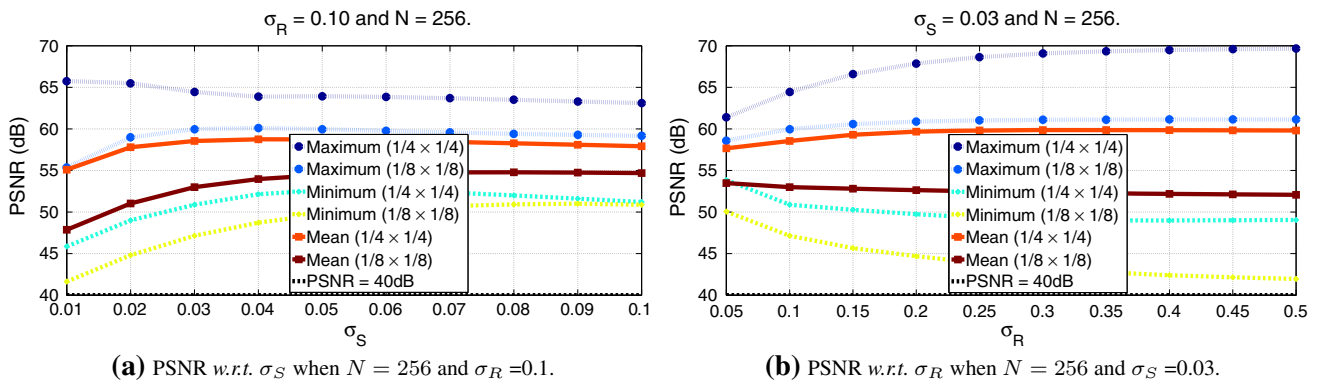 σR = 0.10 and N = 256.
PSNR (dB)
70
65
60
55
50
45
40
Maximum (1/4 × 1/4)
Maximum (1/8 × 1/8)
Minimum (1/4 × 1/4)
Minimum (1/8 × 1/8)
Mean (1/4 × 1/4)
Mean (1/8 × 1/8)
PSNR = 40dB
0.01 0.02 0.03 0.04 0.05 0.06 0.07 0.08 0.09 0.1
σS
(a) PSNR w.r.t. σS when N = 256 and σR =0.1.
σS = 0.03 and N = 256.
PSNR (dB)
70
65
60
55
50
45
40
Maximum (1/4 × 1/4)
Maximum (1/8 × 1/8)
Minimum (1/4 × 1/4)
Minimum (1/8 × 1/8)
Mean (1/4 × 1/4)
Mean (1/8 × 1/8)
PSNR = 40dB
0.05 0.1 0.15 0.2 0.25 0.3 0.35 0.4 0.45 0.5
σR
(b) PSNR w.r.t. σR when N = 256 and σS =0.03.